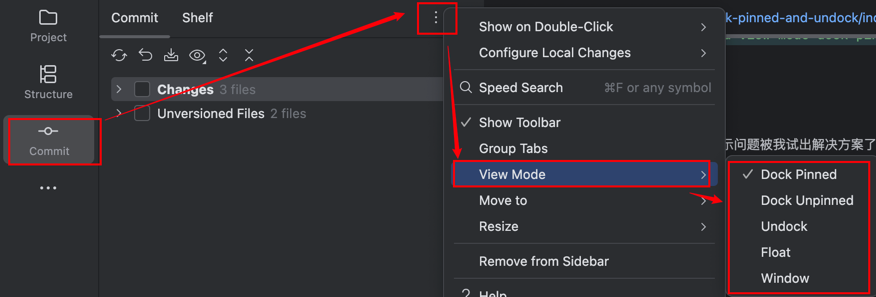 Project
Structure
Commit
Commit
Shelf
Changes 3 files
Unversioned Files 2 files
Show on Double-Click
Configure Local Changes
Speed Search ⌘F or any symbol
Show Toolbar
Group Tabs
View Mode
Move to
Resize
Remove from Sidebar
? Help
k-pinned-and-undock/ind
示问题被我试出解决方案了
Dock Pinned
Dock Unpinned
Undock
Float
Window